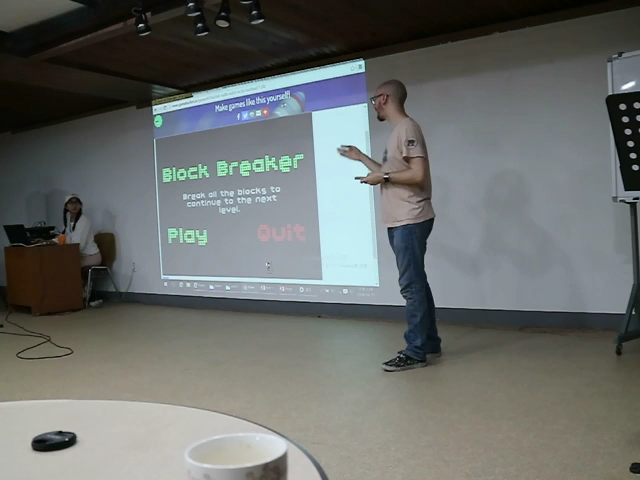 Make games like this yourself!
Block Breaker
Break all the blocks to
continue to the next
level.
Play
Quit